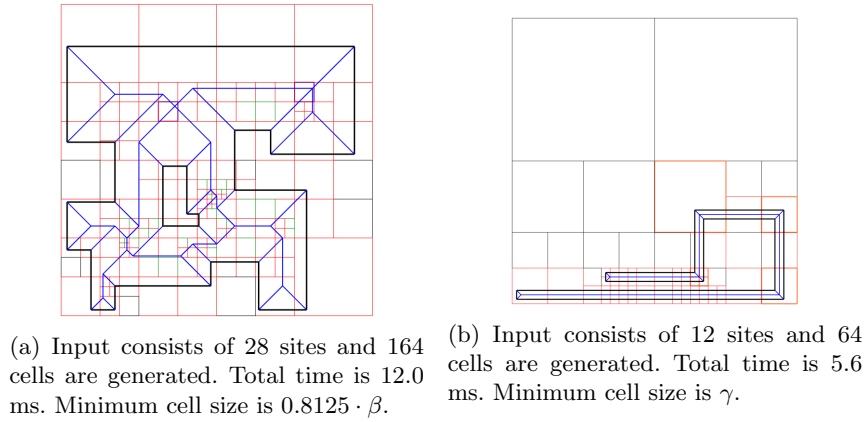 (a) Input consists of 28 sites and 164
cells are generated. Total time is 12.0
ms. Minimum cell size is 0.8125 · β.
(b) Input consists of 12 sites and 64
cells are generated. Total time is 5.6
ms. Minimum cell size is γ.